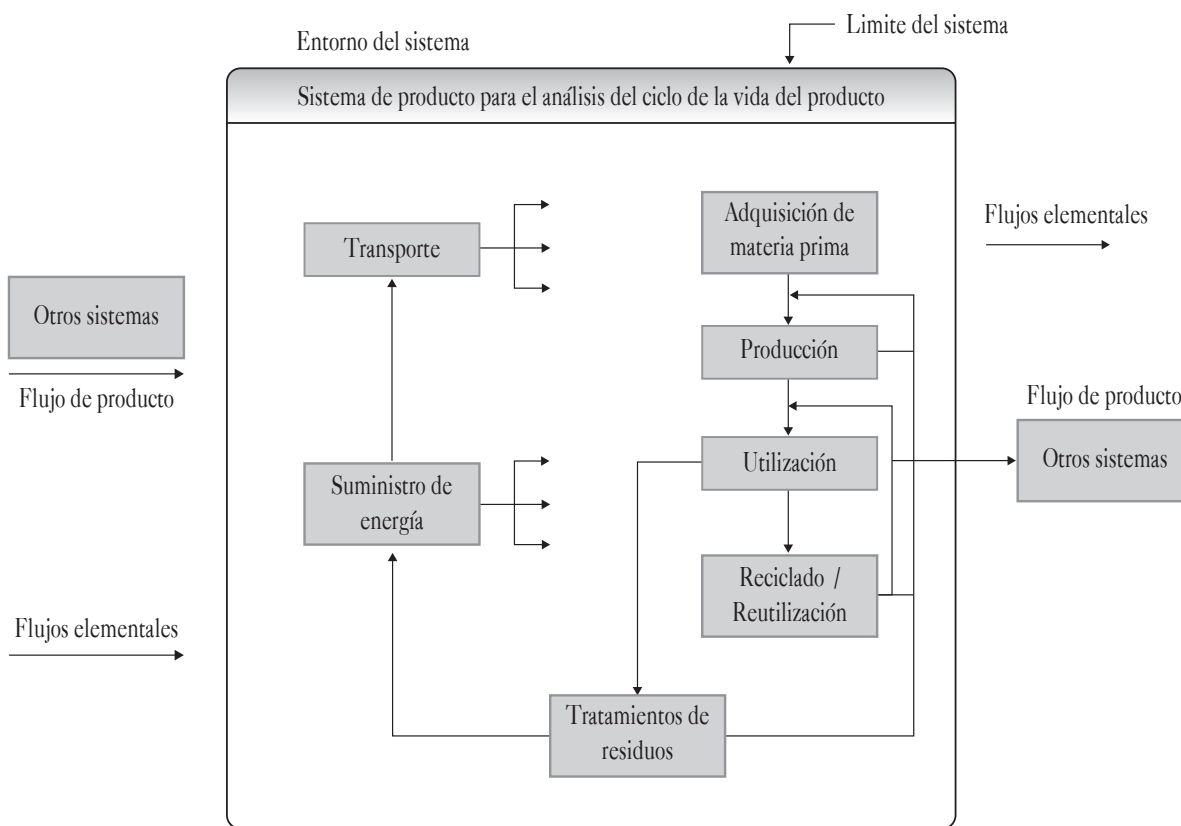 Limite del sistema
Entorno del sistema
Sistema de producto para el análisis del ciclo de la vida del producto
Adquisición de
materia prima
Flujos elementales
Transporte
Otros sistemas
Producción
Flujo de producto
Flujo de producto
Utilización
Otros sistemas
Suministro de
energía
Reciclado /
Reutilización
Flujos elementales
Tratamientos de
residuos